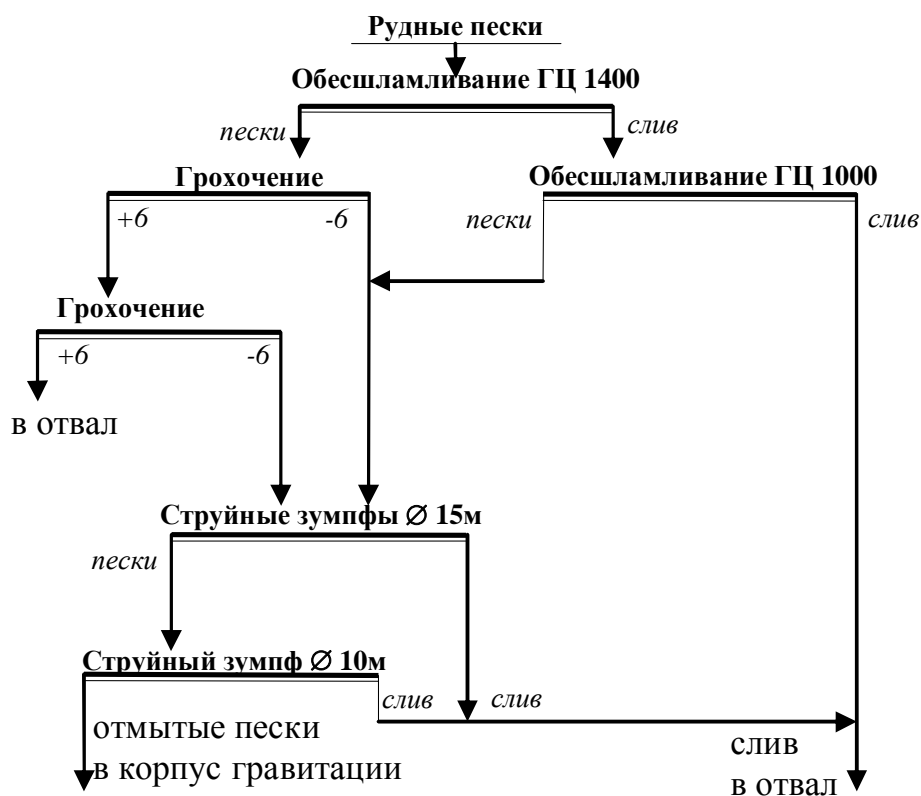 Рудные пески
Обесшламливание ГЦ 1400
пески
слив
Грохочение
Обесшламливание ГЦ 1000
+6
-6
пески
слив
Грохочение
+6
-6
в отвал
Струйные зумпфы ∅ 15м
пески
Струйный зумпф ∅ 10м
слив
слив
отмытые пески
в корпус гравитации
слив
в отвал